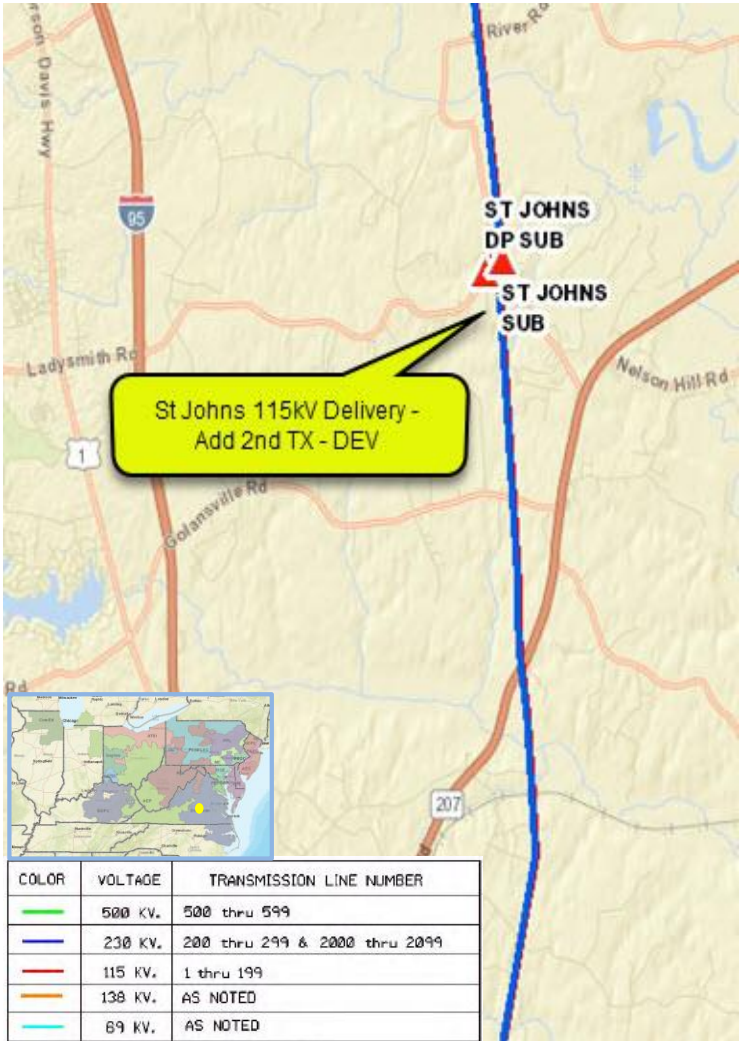 erson Davis Hwy
River Rd
95
ST JOHNS
DP SUB
ST JOHNS
SUB
Ladysmith Rd
Nelson Hill Rd
St Johns 115kV Delivery -
Add 2nd TX - DEV
1
Golansville Rd
Rd
207
COLOR VOLTAGE TRANSMISSION LINE NUMBER
500 KV. 500 thru 599
230 KV. 200 thru 299 & 2000 thru 2099
115 KV. 1 thru 199
138 KV. AS NOTED
69 KV. AS NOTED